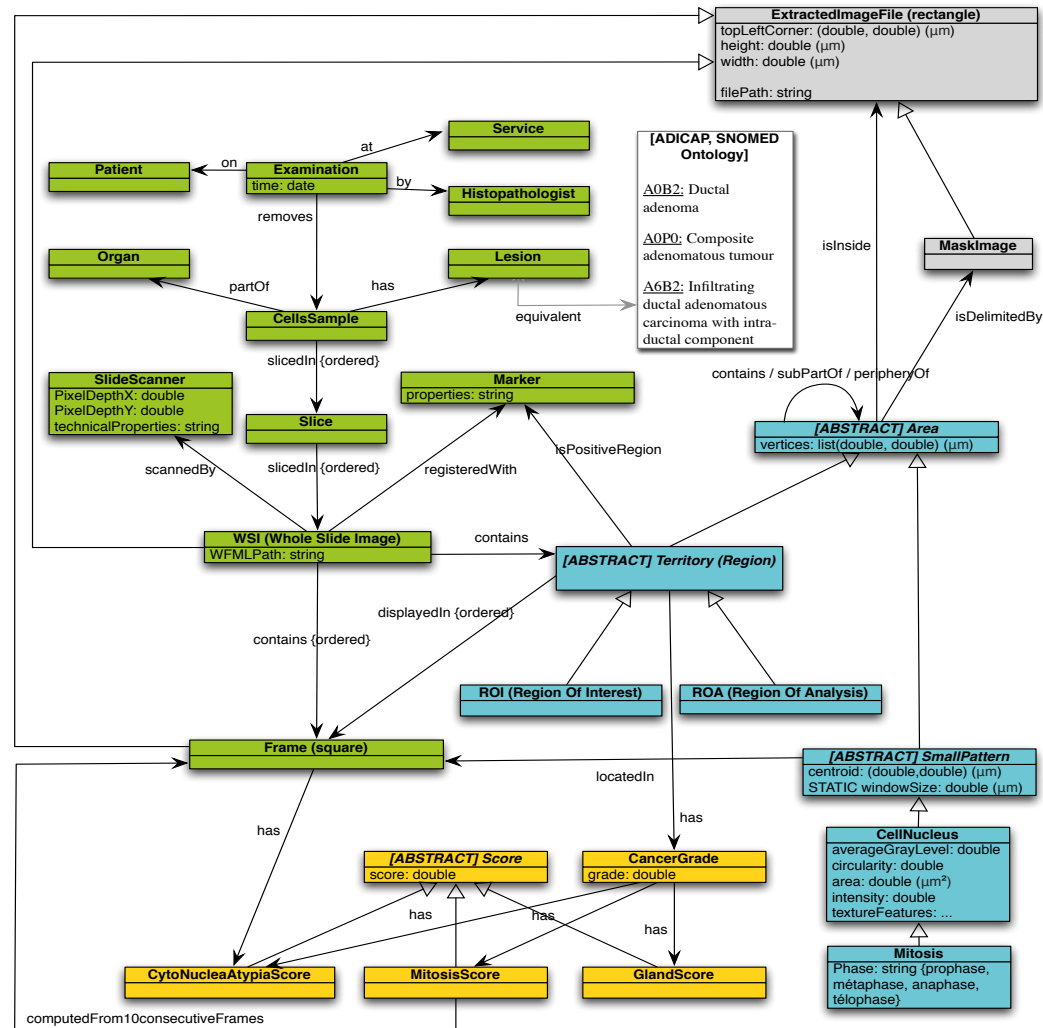 ExtractedImageFile (rectangle)
topLeftCorner: (double, double) (µm)
height: double (µm)
width: double (µm)
filePath: string
Service
at
[ADICAP, SNOMED
Ontology]
A0B2: Ductal
adenoma
A0P0: Composite
adenomatous tumour
A6B2: Infiltrating
ductal adenomatous
carcinoma with intra-
ductal component
Patient
on
Examination
time: date
by
Histopathologist
removes
isInside
MaskImage
Organ
Lesion
partOf
has
equivalent
CellsSample
isDelimitedBy
slicedIn {ordered}
contains / subPartOf / peripheryOf
SlideScanner
PixelDepthX: double
PixelDepthY: double
technicalProperties: string
Marker
properties: string
Slice
[ABSTRACT] Area
vertices: list(double, double) (µm)
isPositiveRegion
scannedBy
slicedIn {ordered}
registeredWith
WSI (Whole Slide Image)
WFMLPath: string
contains
[ABSTRACT] Territory (Region)
displayedIn {ordered}
contains {ordered}
ROI (Region Of Interest)
ROA (Region Of Analysis)
Frame (square)
[ABSTRACT] SmallPattern
centroid: (double,double) (µm)
STATIC windowSize: double (µm)
locatedIn
has
has
CellNucleus
averageGrayLevel: double
circularity: double
area: double (µm²)
intensity: double
textureFeatures: ...
[ABSTRACT] Score
score: double
CancerGrade
grade: double
has
has
has
CytoNucleaAtypiaScore
MitosisScore
GlandScore
Mitosis
Phase: string {prophase,
métaphase, anaphase,
télophase}
computedFrom10consecutiveFrames